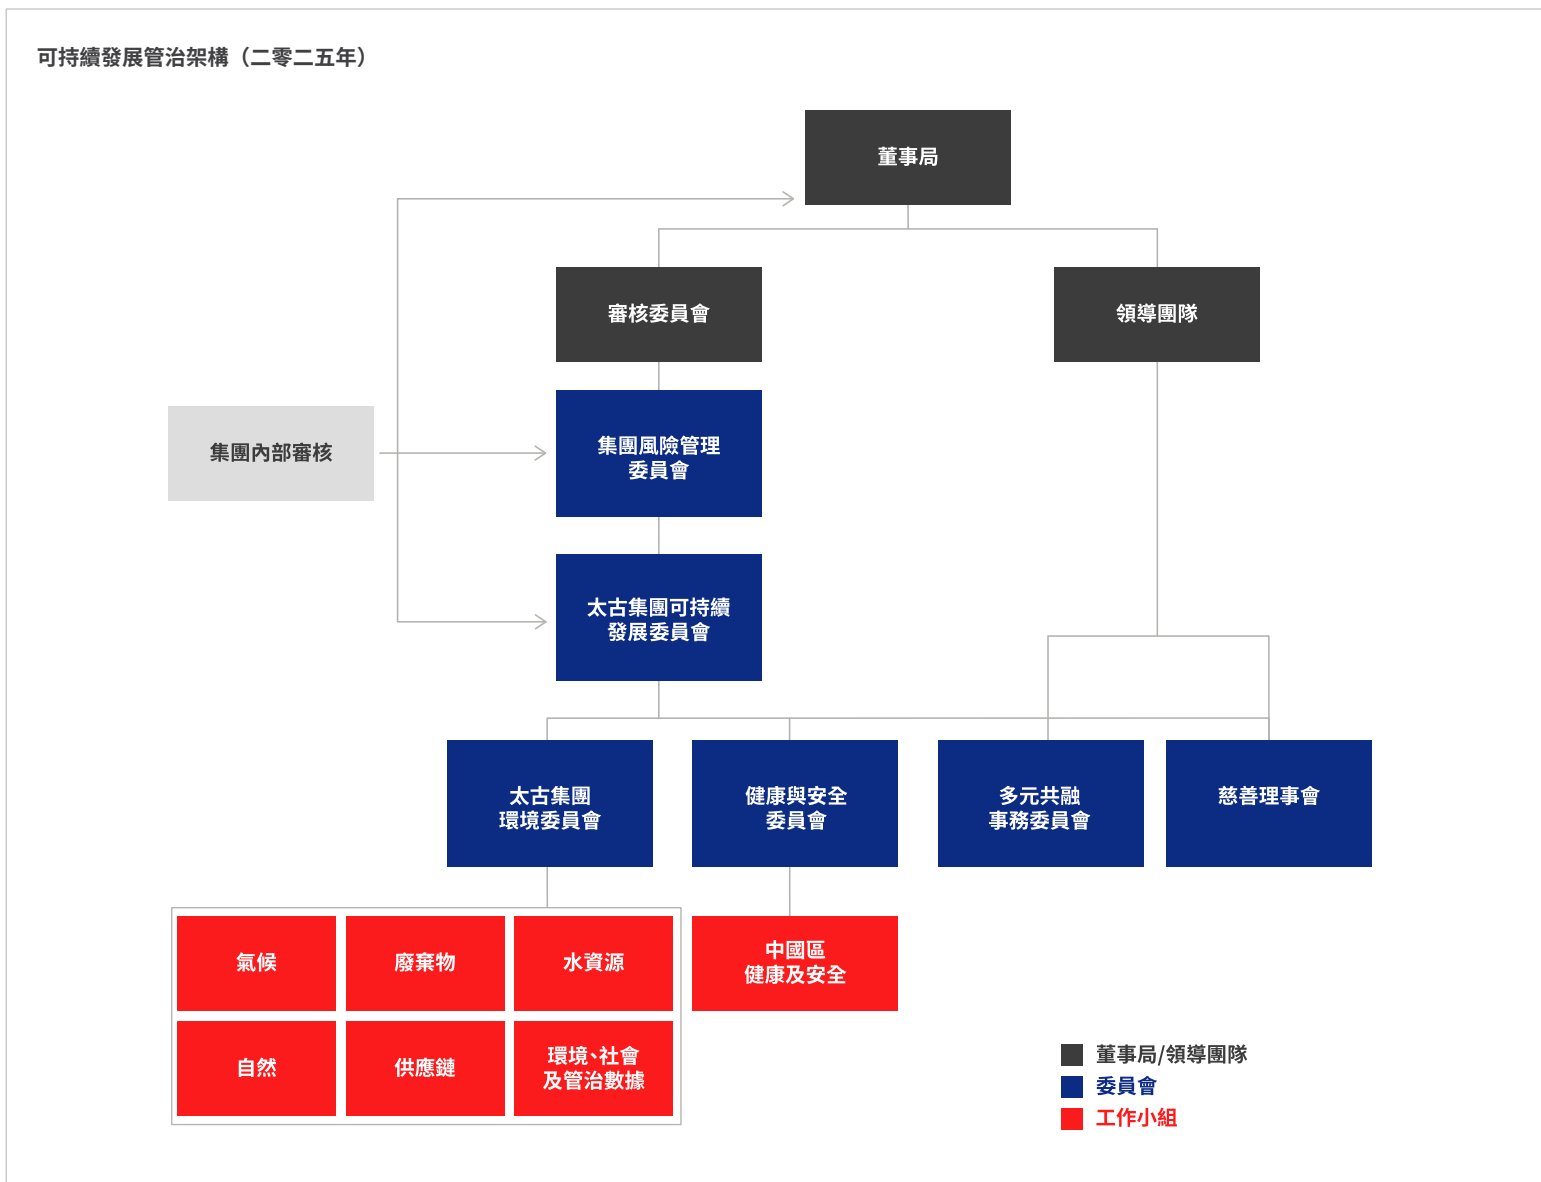 可持續發展管治架構（二零二五年）
董事局
審核委員會
領導團隊
集團內部審核
集團風險管理
委員會
太古集團可持續
發展委員會
太古集團
環境委員會
健康與安全
委員會
多元共融
事務委員會
慈善理事會
氣候
廢棄物
水資源
中國區
健康及安全
自然
供應鏈
環境、社會
及管治數據
董事局/領導團隊
委員會
工作小組